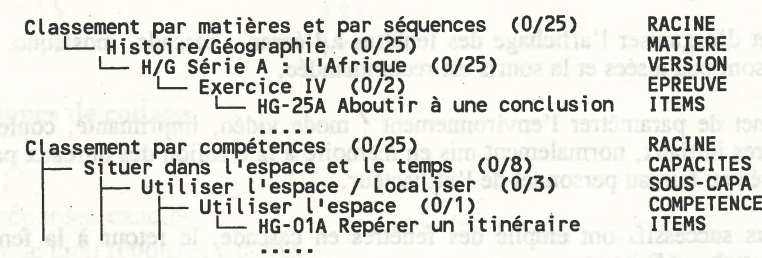 Classement par matières et par séquences (0/25) RACINE
Histoire/Géographie (0/25) MATIERE
H/G Série A : l'Afrique (0/25) VERSION
Exercice IV (0/2) EPREUVE
HG-25A Aboutir à une conclusion ITEMS
.....
Classement par compétences (0/25) RACINE
Situer dans l'espace et le temps (0/8) CAPACITES
Utiliser l'espace / Localiser (0/3) SOUS-CAPA
Utiliser l'espace (0/1) COMPETENCE
HG-01A Repérer un itinéraire ITEMS
.....